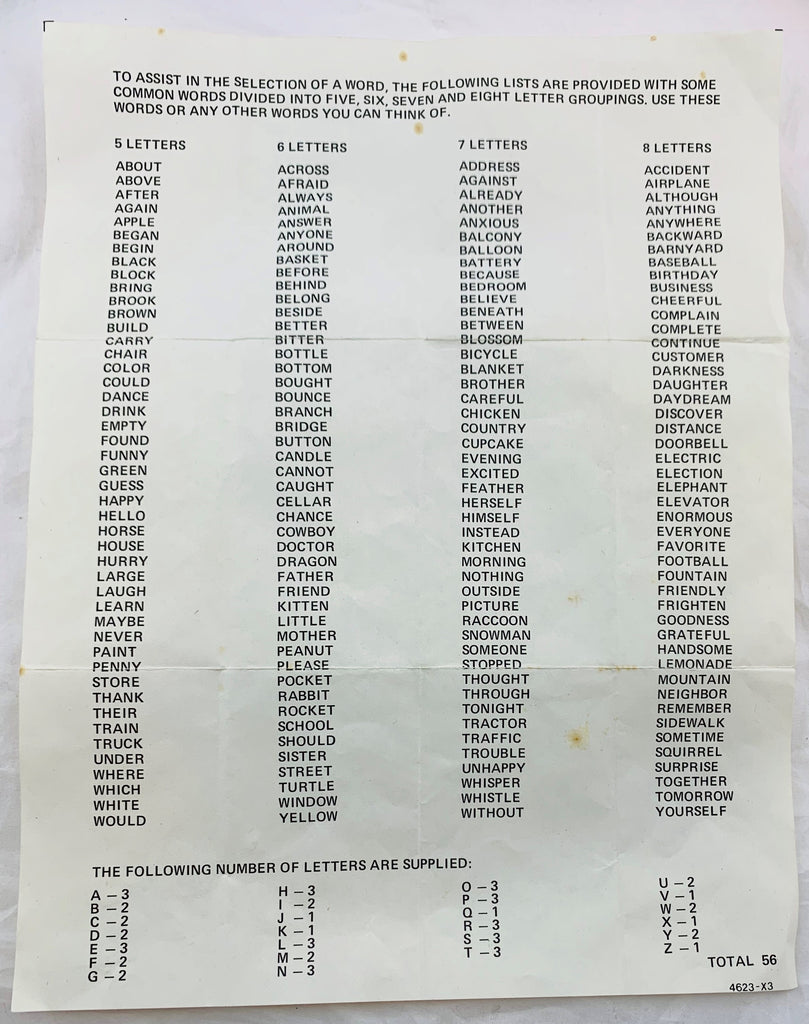 TO ASSIST IN THE SELECTION OF A WORD, THE FOLLOWING LISTS ARE PROVIDED WITH SOME
COMMON WORDS DIVIDED INTO FIVE, SIX, SEVEN AND EIGHT LETTER GROUPINGS. USE THESE
WORDS OR ANY OTHER WORDS YOU CAN THINK OF.
5 LETTERS
ABOUT
ABOVE
AFTER
AGAIN
APPLE
BEGAN
BEGIN
BLACK
BLOCK
BRING
BROOK
BROWN
BUILD
CARRY
CHAIR
COLOR
COULD
DANCE
DRINK
EMPTY
FOUND
FUNNY
GREEN
GUESS
HAPPY
HELLO
HORSE
HOUSE
HURRY
LARGE
LAUGH
LEARN
MAYBE
NEVER
PAINT
PENNY
STORE
THANK
THEIR
TRAIN
TRUCK
UNDER
WHERE
WHICH
WHITE
WOULD
6 LETTERS
ACROSS
AFRAID
ALWAYS
ANIMAL
ANSWER
ANYONE
AROUND
BASKET
BEFORE
BEHIND
BELONG
BESIDE
BETTER
BITTER
BOTTLE
BOTTOM
BOUGHT
BOUNCE
BRANCH
BRIDGE
BUTTON
CANDLE
CANNOT
CAUGHT
CELLAR
CHANCE
COWBOY
DOCTOR
DRAGON
FATHER
FRIEND
KITTEN
LITTLE
MOTHER
PEANUT
PLEASE
POCKET
RABBIT
ROCKET
SCHOOL
SHOULD
SISTER
STREET
TURTLE
WINDOW
YELLOW
7 LETTERS
ADDRESS
AGAINST
ALREADY
ANOTHER
ANXIOUS
BALCONY
BALLOON
BATTERY
BECAUSE
BEDROOM
BELIEVE
BENEATH
BETWEEN
BLOSSOM
BICYCLE
BLANKET
BROTHER
CAREFUL
CHICKEN
COUNTRY
CUPCAKE
EVENING
EXCITED
FEATHER
HERSELF
HIMSELF
INSTEAD
KITCHEN
MORNING
NOTHING
OUTSIDE
PICTURE
RACCOON
SNOWMAN
SOMEONE
STOPPED
THOUGHT
THROUGH
TONIGHT
TRACTOR
TRAFFIC
TROUBLE
UNHAPPY
WHISPER
WHISTLE
WITHOUT
8 LETTERS
ACCIDENT
AIRPLANE
ALTHOUGH
ANYTHING
ANYWHERE
BACKWARD
BARNYARD
BASEBALL
BIRTHDAY
BUSINESS
CHEERFUL
COMPLAIN
COMPLETE
CONTINUE
CUSTOMER
DARKNESS
DAUGHTER
DAYDREAM
DISCOVER
DISTANCE
DOORBELL
ELECTRIC
ELECTION
ELEPHANT
ELEVATOR
ENORMOUS
EVERYONE
FAVORITE
FOOTBALL
FOUNTAIN
FRIENDLY
FRIGHTEN
GOODNESS
GRATEFUL
HANDSOME
LEMONADE
MOUNTAIN
NEIGHBOR
REMEMBER
SIDEWALK
SOMETIME
SQUIRREL
SURPRISE
TOGETHER
TOMORROW
YOURSELF
THE FOLLOWING NUMBER OF LETTERS ARE SUPPLIED:
A – 3
B – 2
C – 2
D – 2
E – 3
F – 2
G – 2
H – 3
I – 2
J – 1
K – 1
L – 3
M – 2
N – 3
O – 3
P – 3
Q – 1
R – 3
S – 3
T – 3
U – 2
V – 1
W – 2
X – 1
Y – 2
Z – 1
TOTAL 56
4623-X3